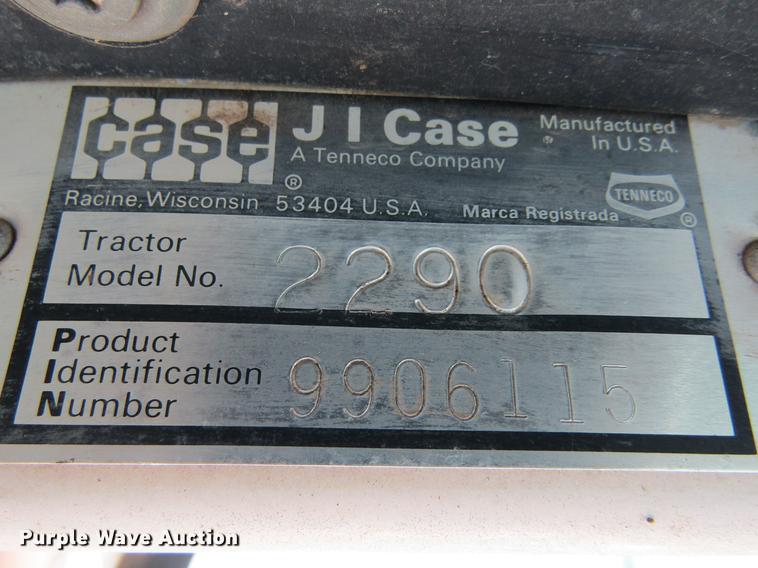 case
®
J I Case
A Tenneco Company
Manufactured
In U.S.A.
Racine, Wisconsin 53404 U.S.A.
Marca Registrada
TENNECO
®
Tractor
Model No.
2290
Product
Identification
Number
9906115
Purple Wave Auction